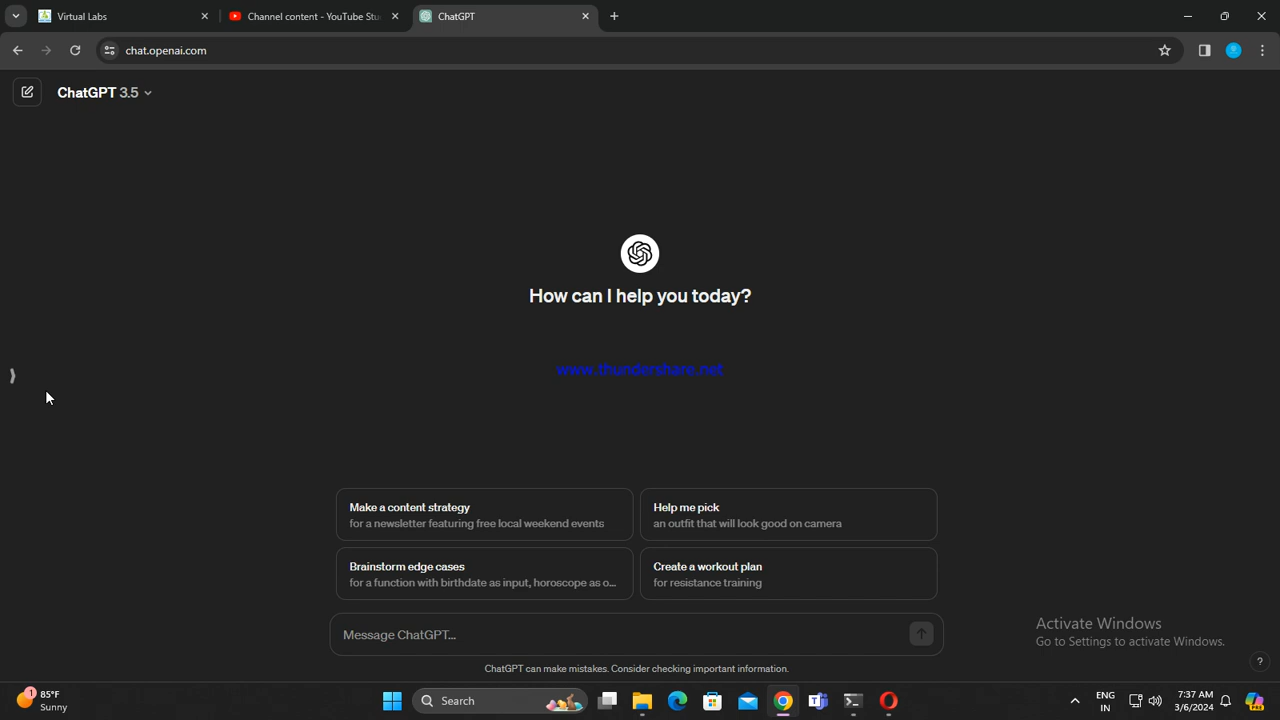 Virtual Labs
Channel content - YouTube Stu
ChatGPT
chat.openai.com
ChatGPT 3.5
How can I help you today?
www.thundershare.net
Make a content strategy
for a newsletter featuring free local weekend events
Help me pick
an outfit that will look good on camera
Brainstorm edge cases
for a function with birthdate as input, horoscope as o...
Create a workout plan
for resistance training
Message ChatGPT...
ChatGPT can make mistakes. Consider checking important information.
Activate Windows
Go to Settings to activate Windows.
?
1
85°F
Sunny
Search
ENG
IN
7:37 AM
3/6/2024
PRE